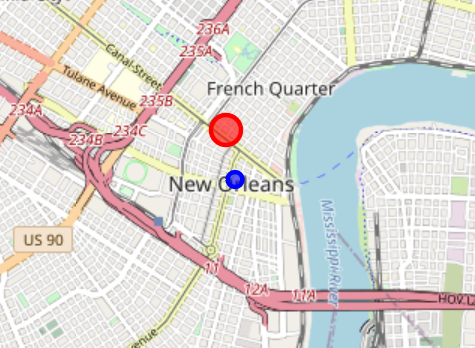 236A
235A
Canal Street
French Quarter
Tulane Avenue
235B
234A
234C
234B
New Orleans
US 90
Mississippi River
11
12A
11A
venue